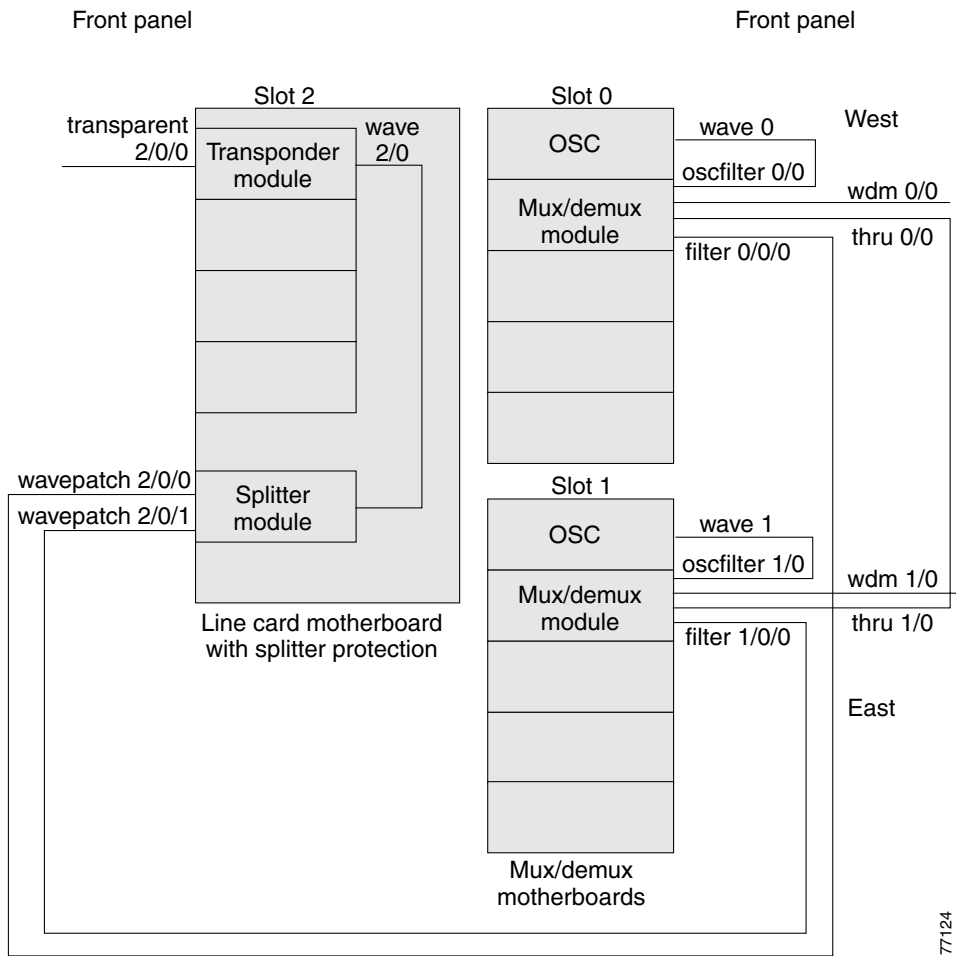 Front panel
Front panel
Slot 2
Slot 0
transparent
2/0/0
Transponder
module
wave
2/0
OSC
wave 0
West
oscfilter 0/0
Mux/demux
module
wdm 0/0
thru 0/0
filter 0/0/0
wavepatch 2/0/0
wavepatch 2/0/1
Splitter
module
Slot 1
OSC
wave 1
oscfilter 1/0
Mux/demux
module
wdm 1/0
thru 1/0
filter 1/0/0
Line card motherboard
with splitter protection
East
Mux/demux
motherboards
77124